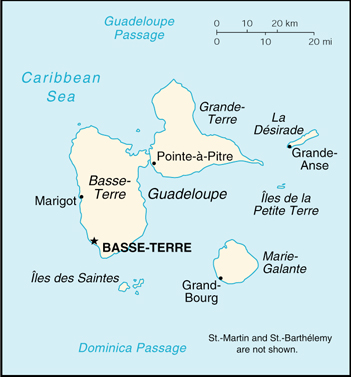 Guadeloupe
Passage
0 10 20 km
0 10 20 mi
Caribbean
Sea
Grande-
Terre
La
Désirade
Grande-
Anse
Pointe-à-Pitre
Basse-
Terre
Guadeloupe
Marigot
Îles de la
Petite Terre
BASSE-TERRE
Marie-
Galante
Îles des Saintes
Grand-
Bourg
St.-Martin and St.-Barthélemy
are not shown.
Dominica Passage